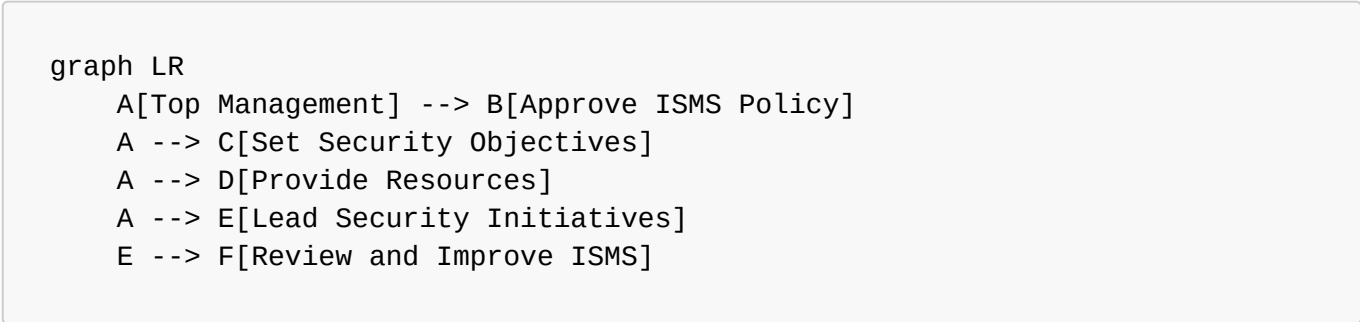 graph LR
    A[Top Management] --> B[Approve ISMS Policy]
    A --> C[Set Security Objectives]
    A --> D[Provide Resources]
    A --> E[Lead Security Initiatives]
    E --> F[Review and Improve ISMS]